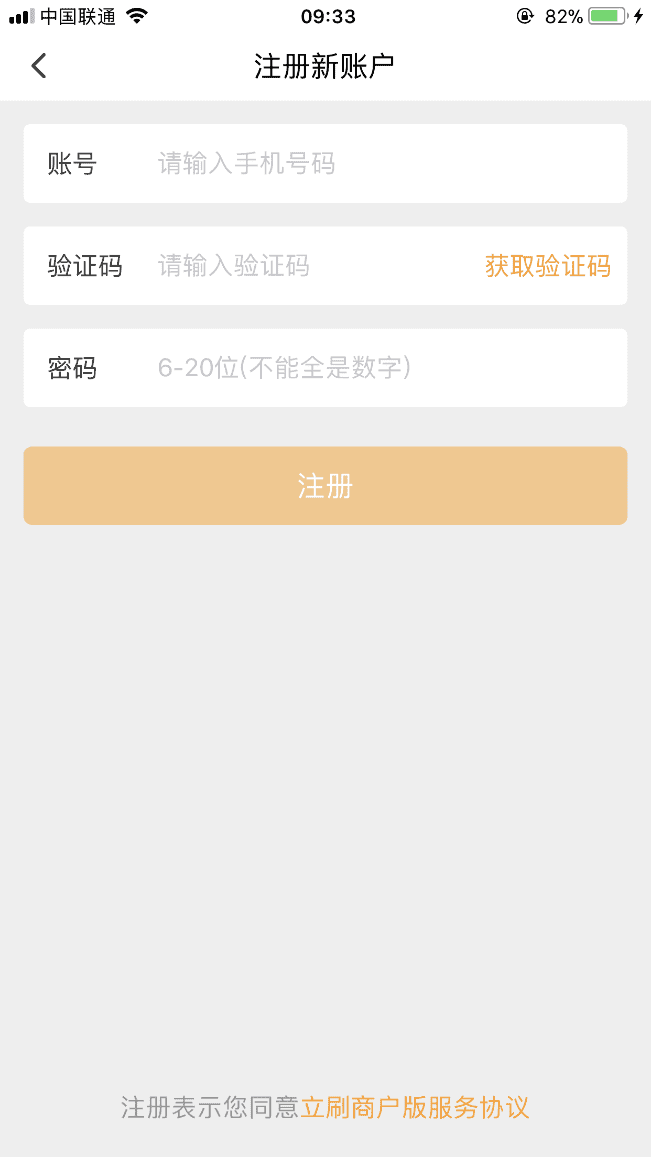 中国联通 09:33 82%
注册新账户
账号 请输入手机号码
验证码 请输入验证码 获取验证码
密码 6-20位(不能全是数字)
注册
注册表示您同意立刷商户版服务协议